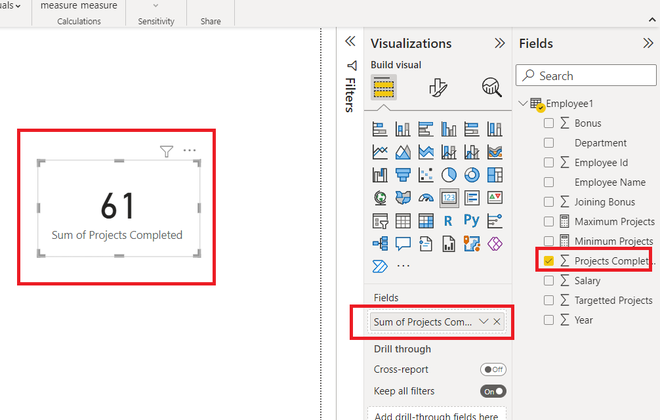 uals
measure measure
Calculations
Sensitivity
Share
61
Sum of Projects Completed
Filters
Visualizations
Build visual
123
R
Py
Fields
Sum of Projects Com...
Drill through
Cross-report
Off
Keep all filters
On
Add drill-through fields here
Fields
Search
Employee1
Bonus
Department
Employee Id
Employee Name
Joining Bonus
Maximum Projects
Minimum Projects
Projects Complet...
Salary
Targetted Projects
Year